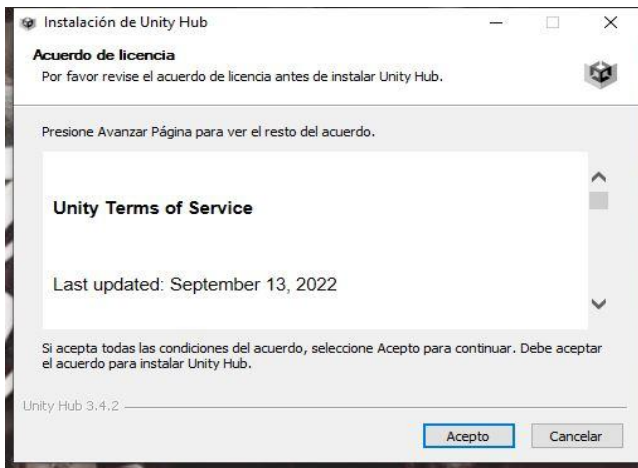 Instalación de Unity Hub
Acuerdo de licencia
Por favor revise el acuerdo de licencia antes de instalar Unity Hub.
Presione Avanzar Página para ver el resto del acuerdo.
Unity Terms of Service
Last updated: September 13, 2022
Si acepta todas las condiciones del acuerdo, seleccione Acepto para continuar. Debe aceptar
el acuerdo para instalar Unity Hub.
Unity Hub 3.4.2
Acepto Cancelar